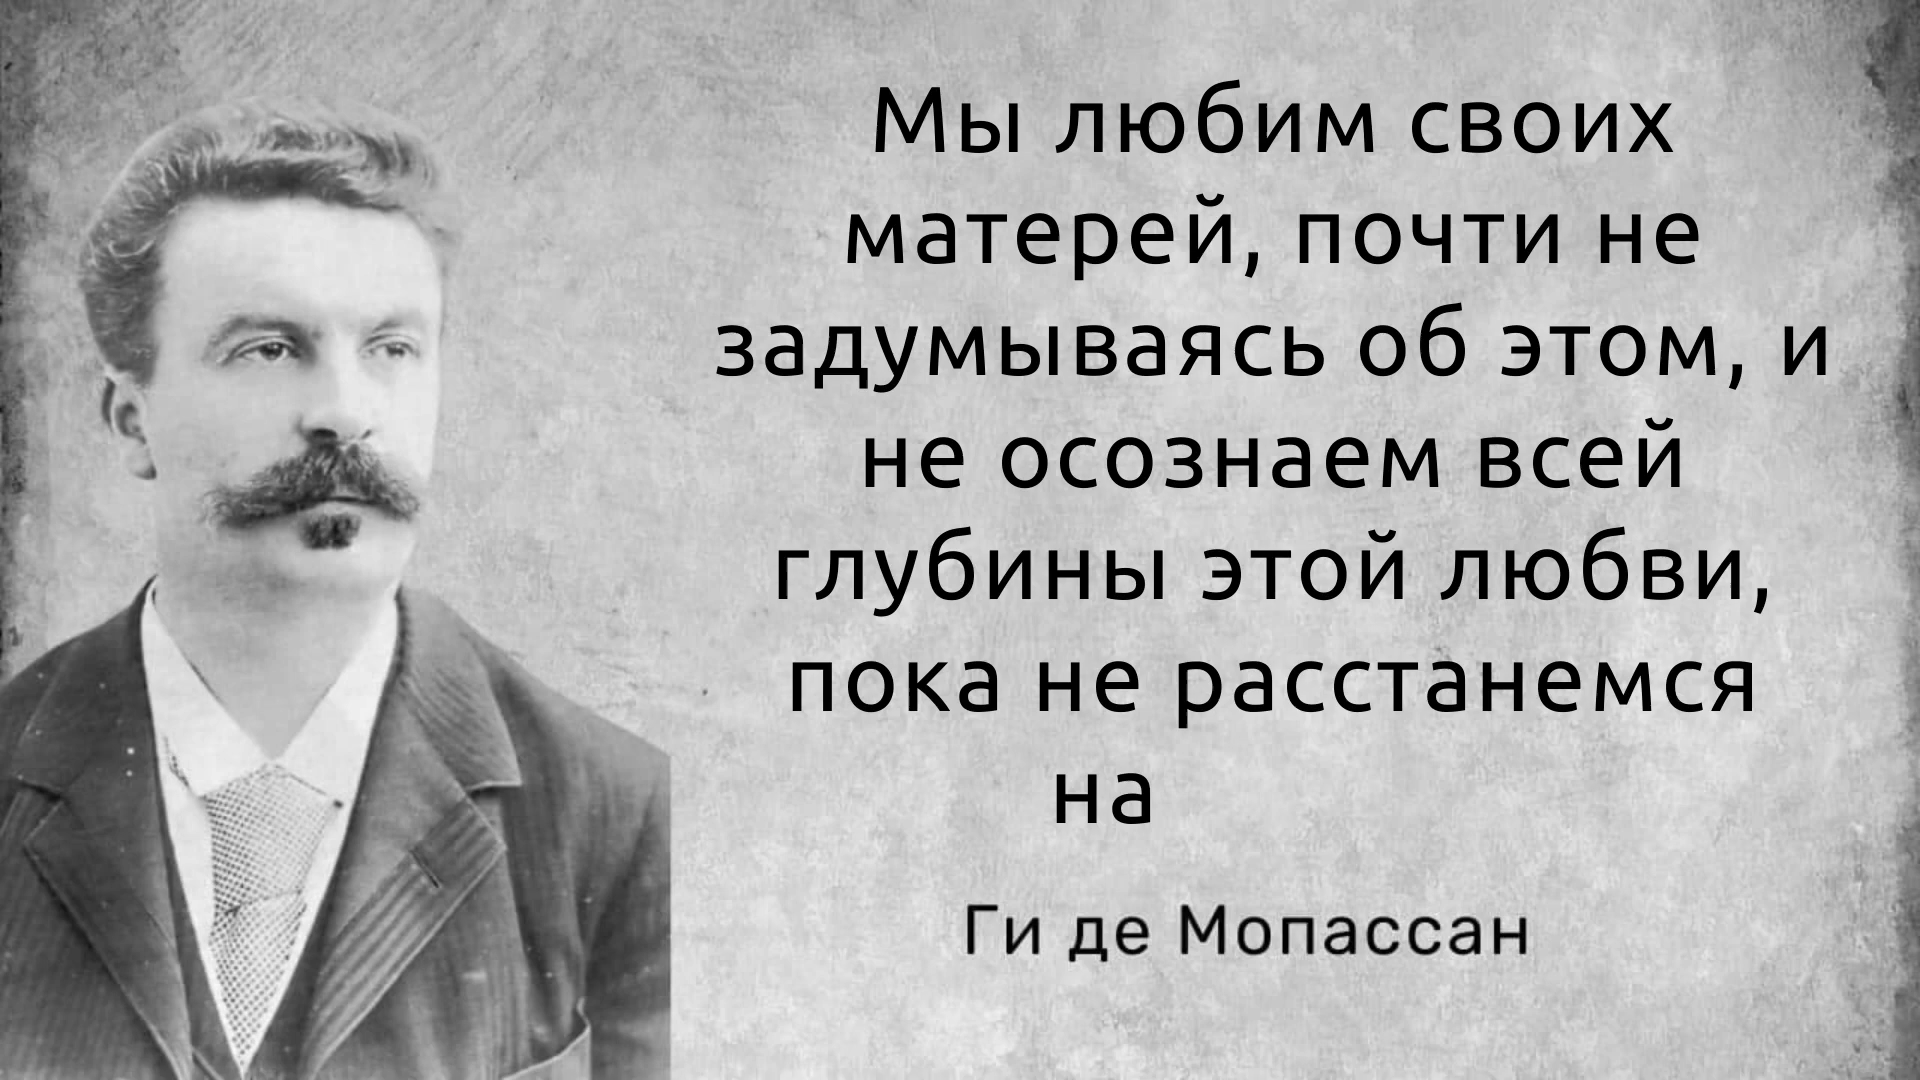 Мы любим своих
матерей, почти не
задумываясь об этом, и
не осознаем всей
глубины этой любви,
пока не расстанемся
на
Ги де Мопассан